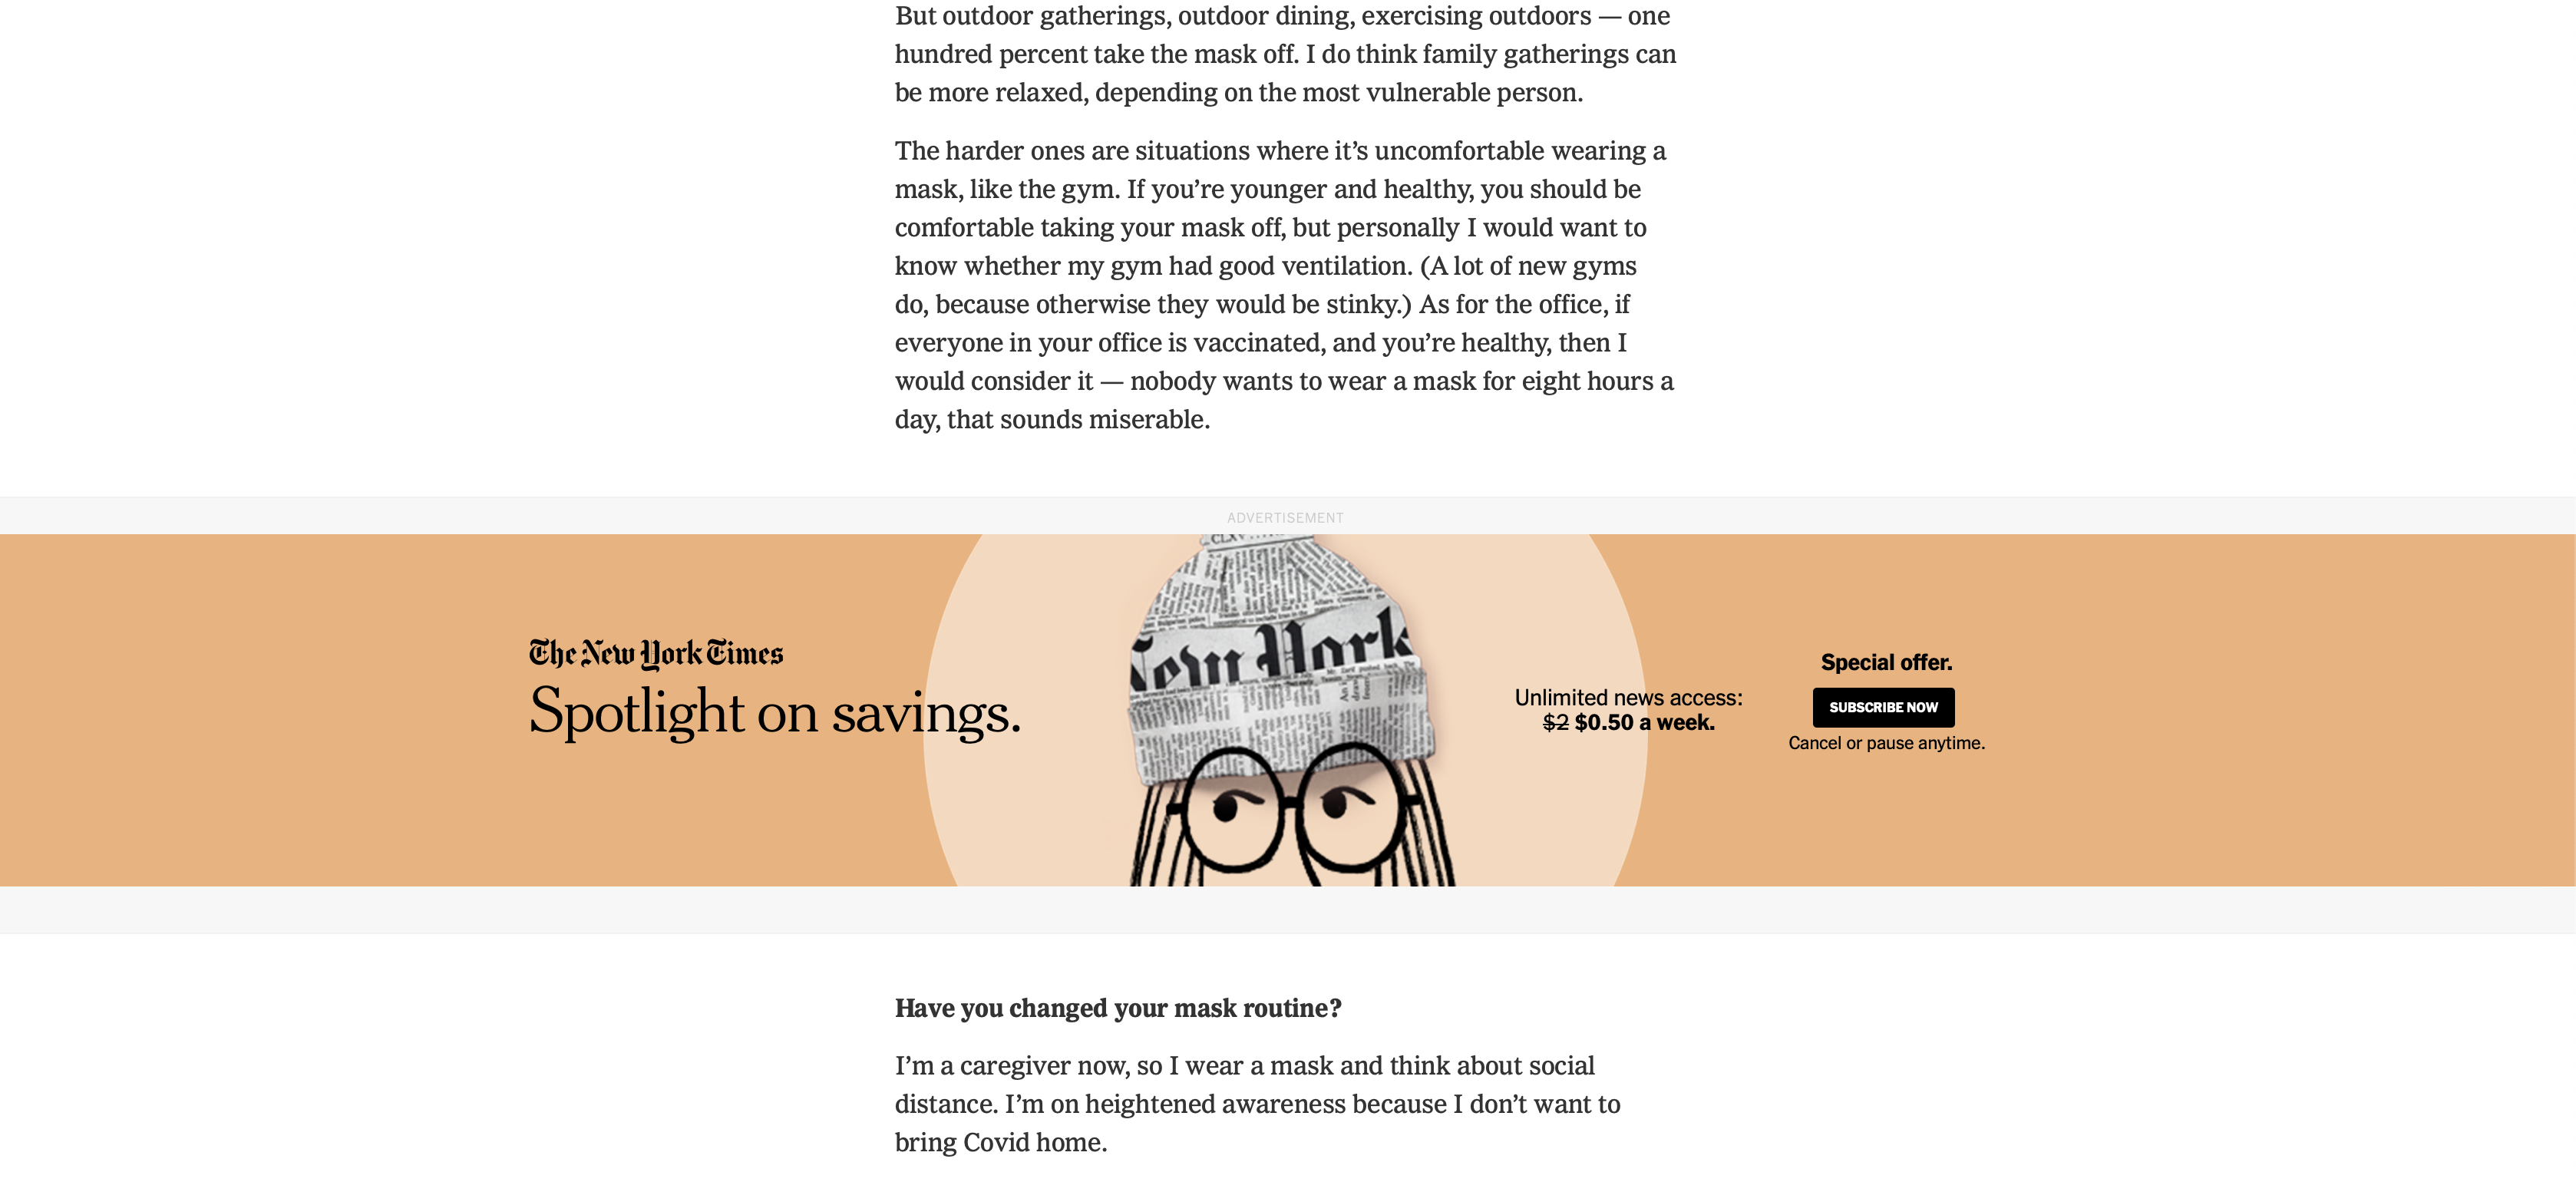 But outdoor gatherings, outdoor dining, exercising outdoors — one
hundred percent take the mask off. I do think family gatherings can
be more relaxed, depending on the most vulnerable person.
The harder ones are situations where it’s uncomfortable wearing a
mask, like the gym. If you’re younger and healthy, you should be
comfortable taking your mask off, but personally I would want to
know whether my gym had good ventilation. (A lot of new gyms
do, because otherwise they would be stinky.) As for the office, if
everyone in your office is vaccinated, and you’re healthy, then I
would consider it — nobody wants to wear a mask for eight hours a
day, that sounds miserable.
ADVERTISEMENT
The New York Times
Spotlight on savings.
New York
Unlimited news access:
$2 $0.50 a week.
Special offer.
SUBSCRIBE NOW
Cancel or pause anytime.
Have you changed your mask routine?
I’m a caregiver now, so I wear a mask and think about social
distance. I’m on heightened awareness because I don’t want to
bring Covid home.